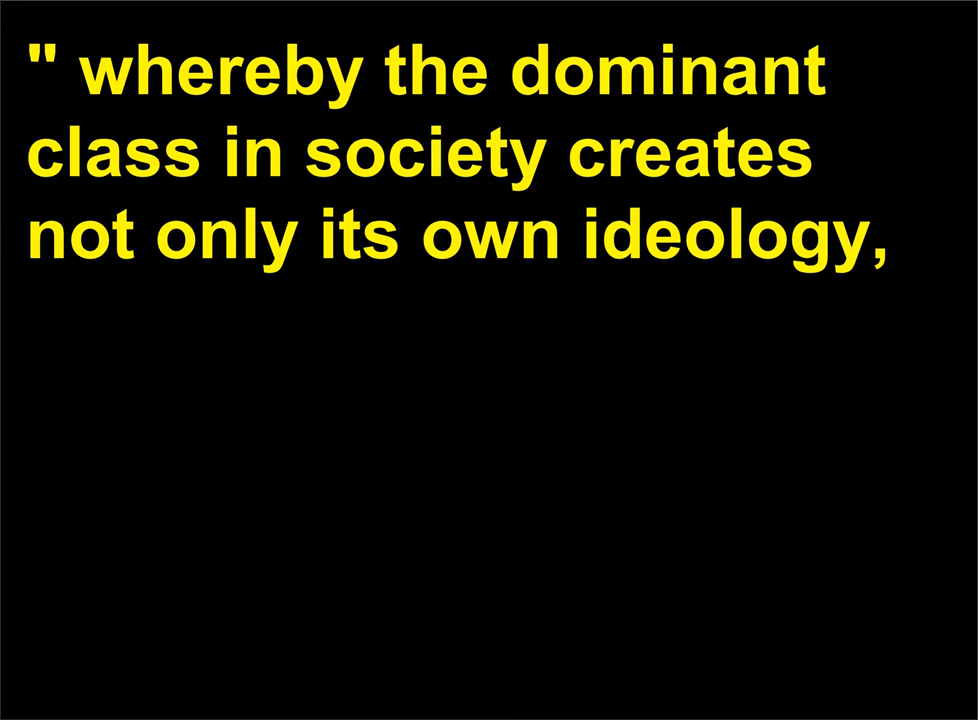 " whereby the dominant
class in society creates
not only its own ideology,